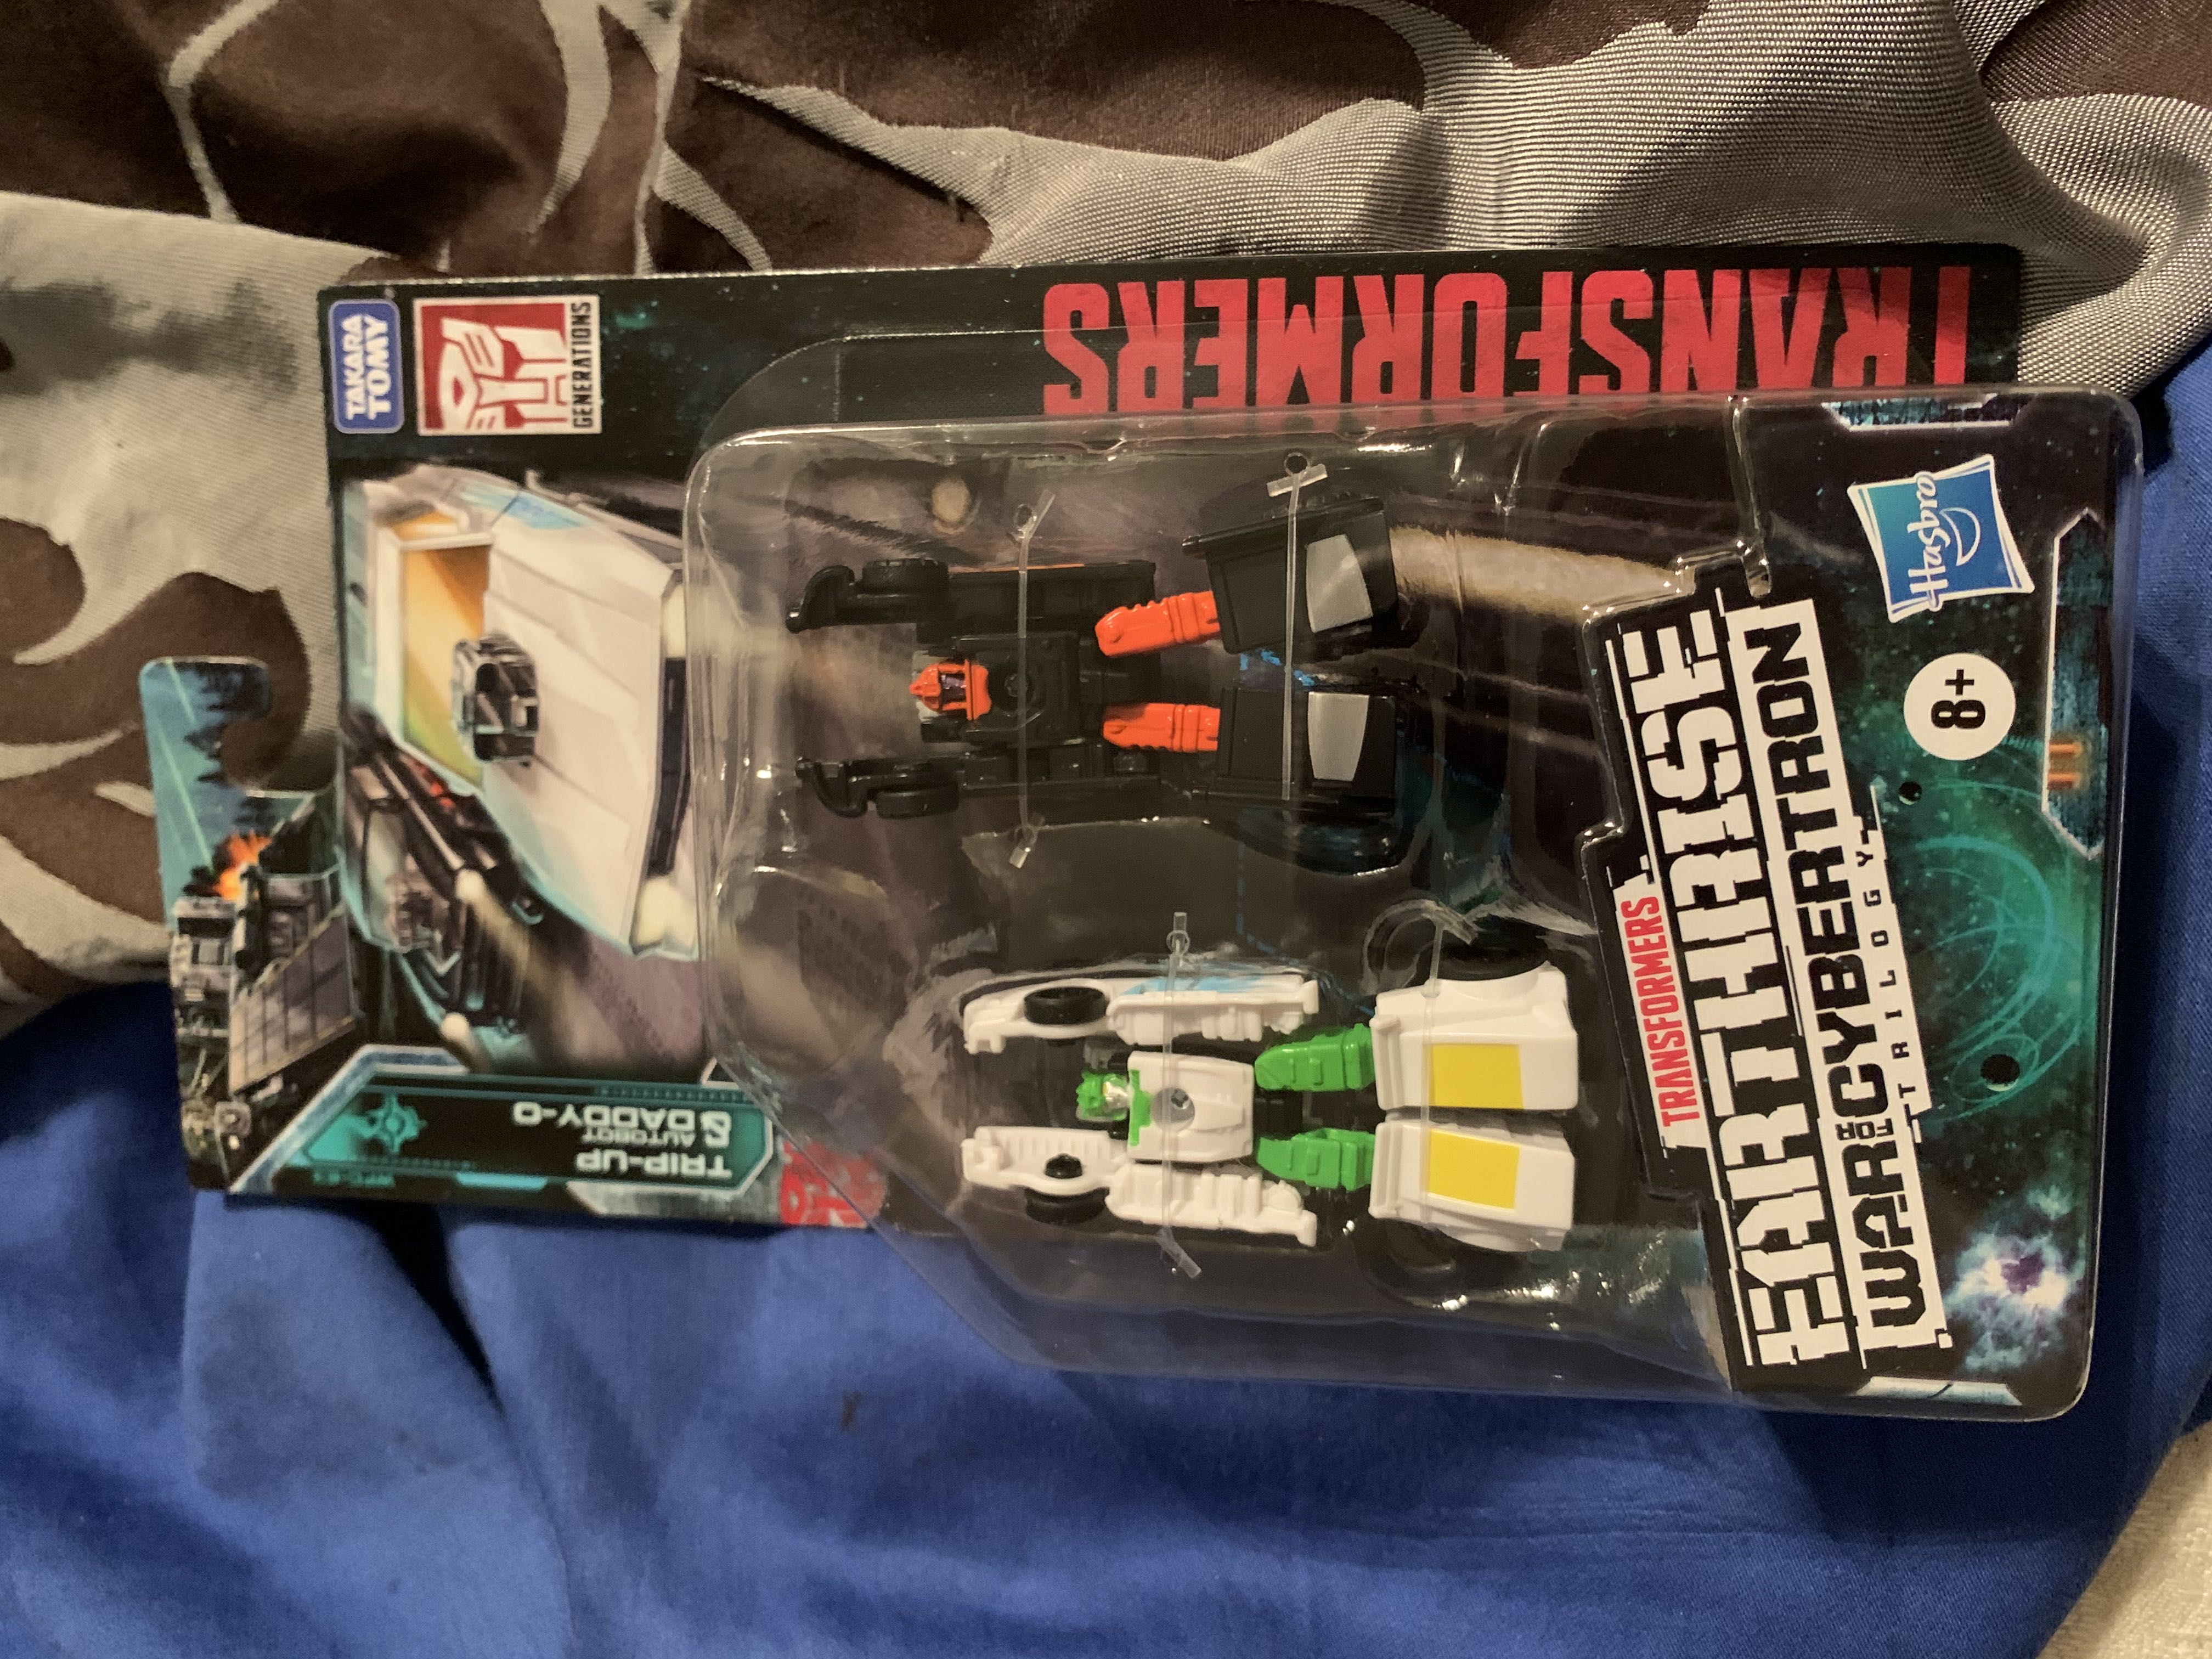 TAKARA
TOMY
GENERATIONS
TRANSFORMERS
TRIP-UP
& AUTOBOT
DADDY-O
Hasbro
8+
TRANSFORMERS
EARTHRISE
WAR FOR CYBERTRON
TRILOGY